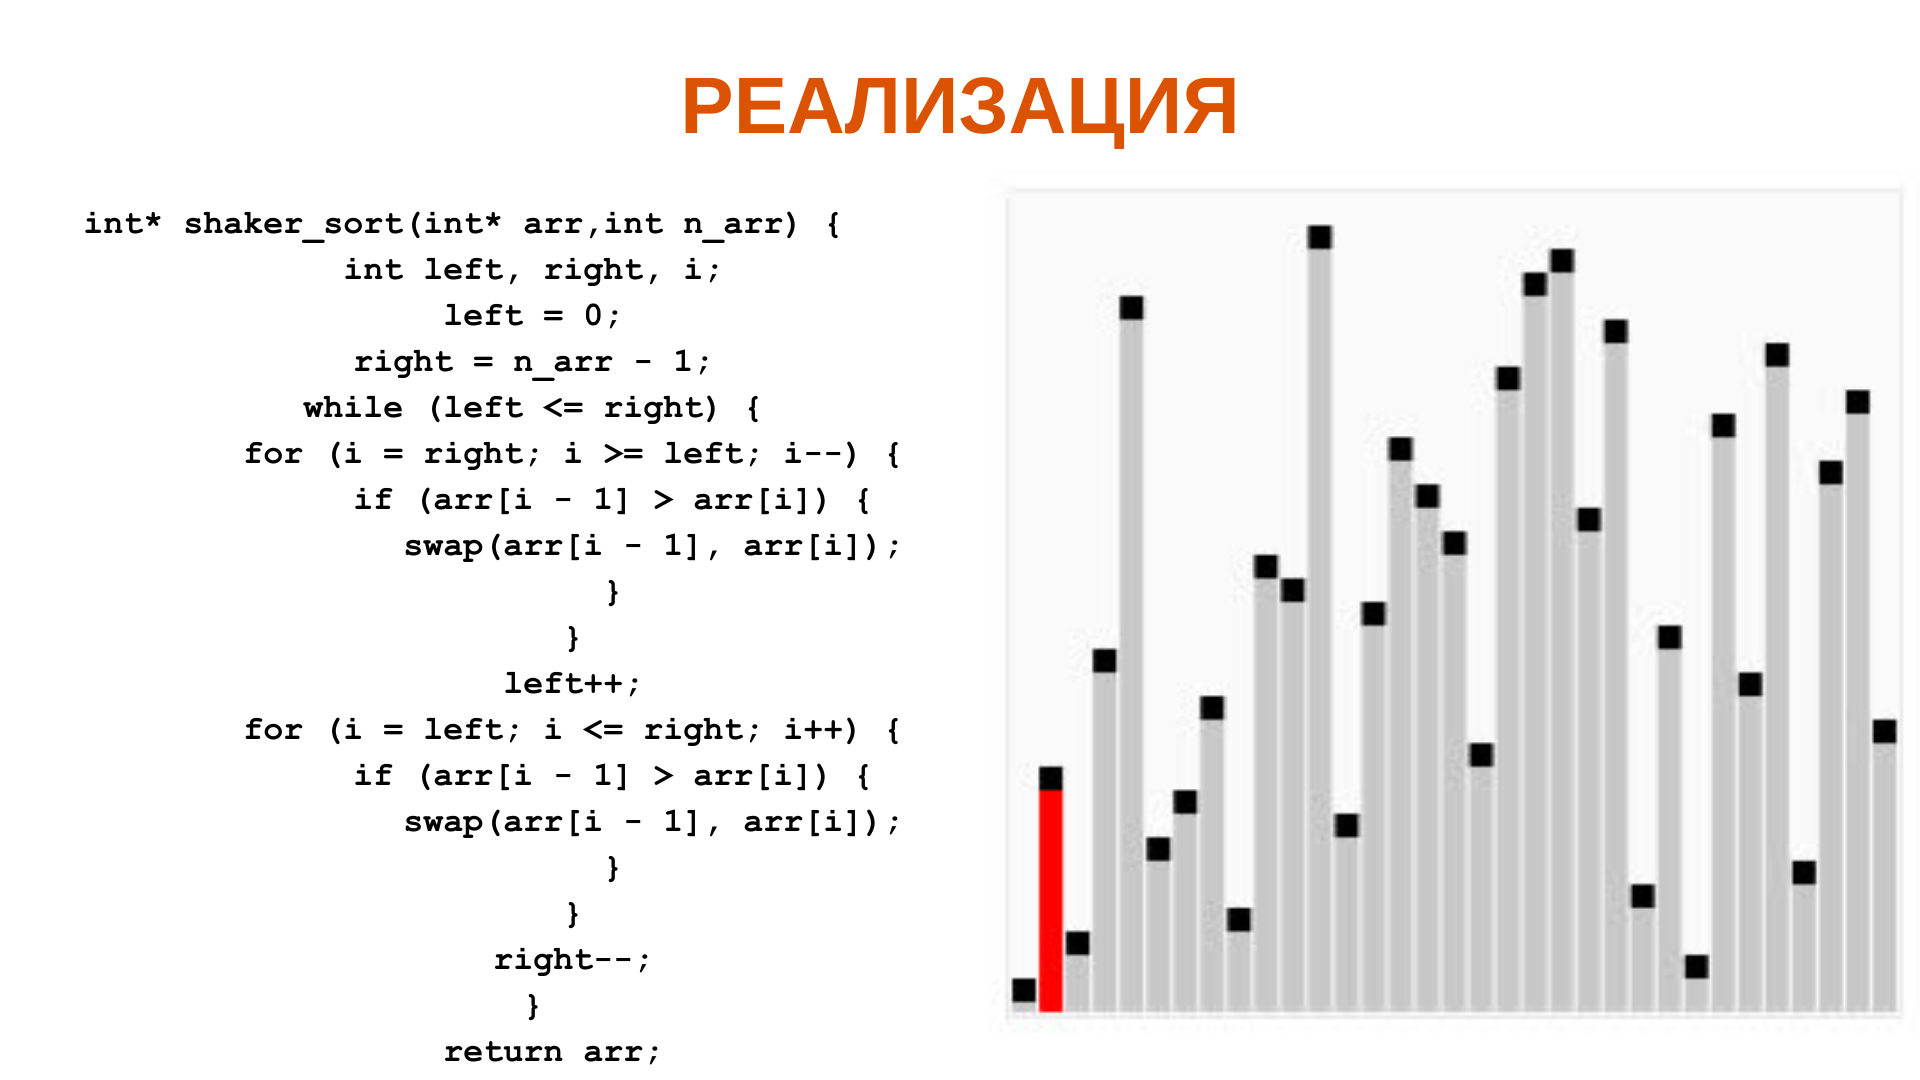 РЕАЛИЗАЦИЯ
int* shaker_sort(int* arr,int n_arr) {
int left, right, i;
left = 0;
right = n_arr - 1;
while (left <= right) {
for (i = right; i >= left; i--) {
if (arr[i - 1] > arr[i]) {
swap(arr[i - 1], arr[i]);
}
}
left++;
for (i = left; i <= right; i++) {
if (arr[i - 1] > arr[i]) {
swap(arr[i - 1], arr[i]);
}
}
right--;
}
return arr;